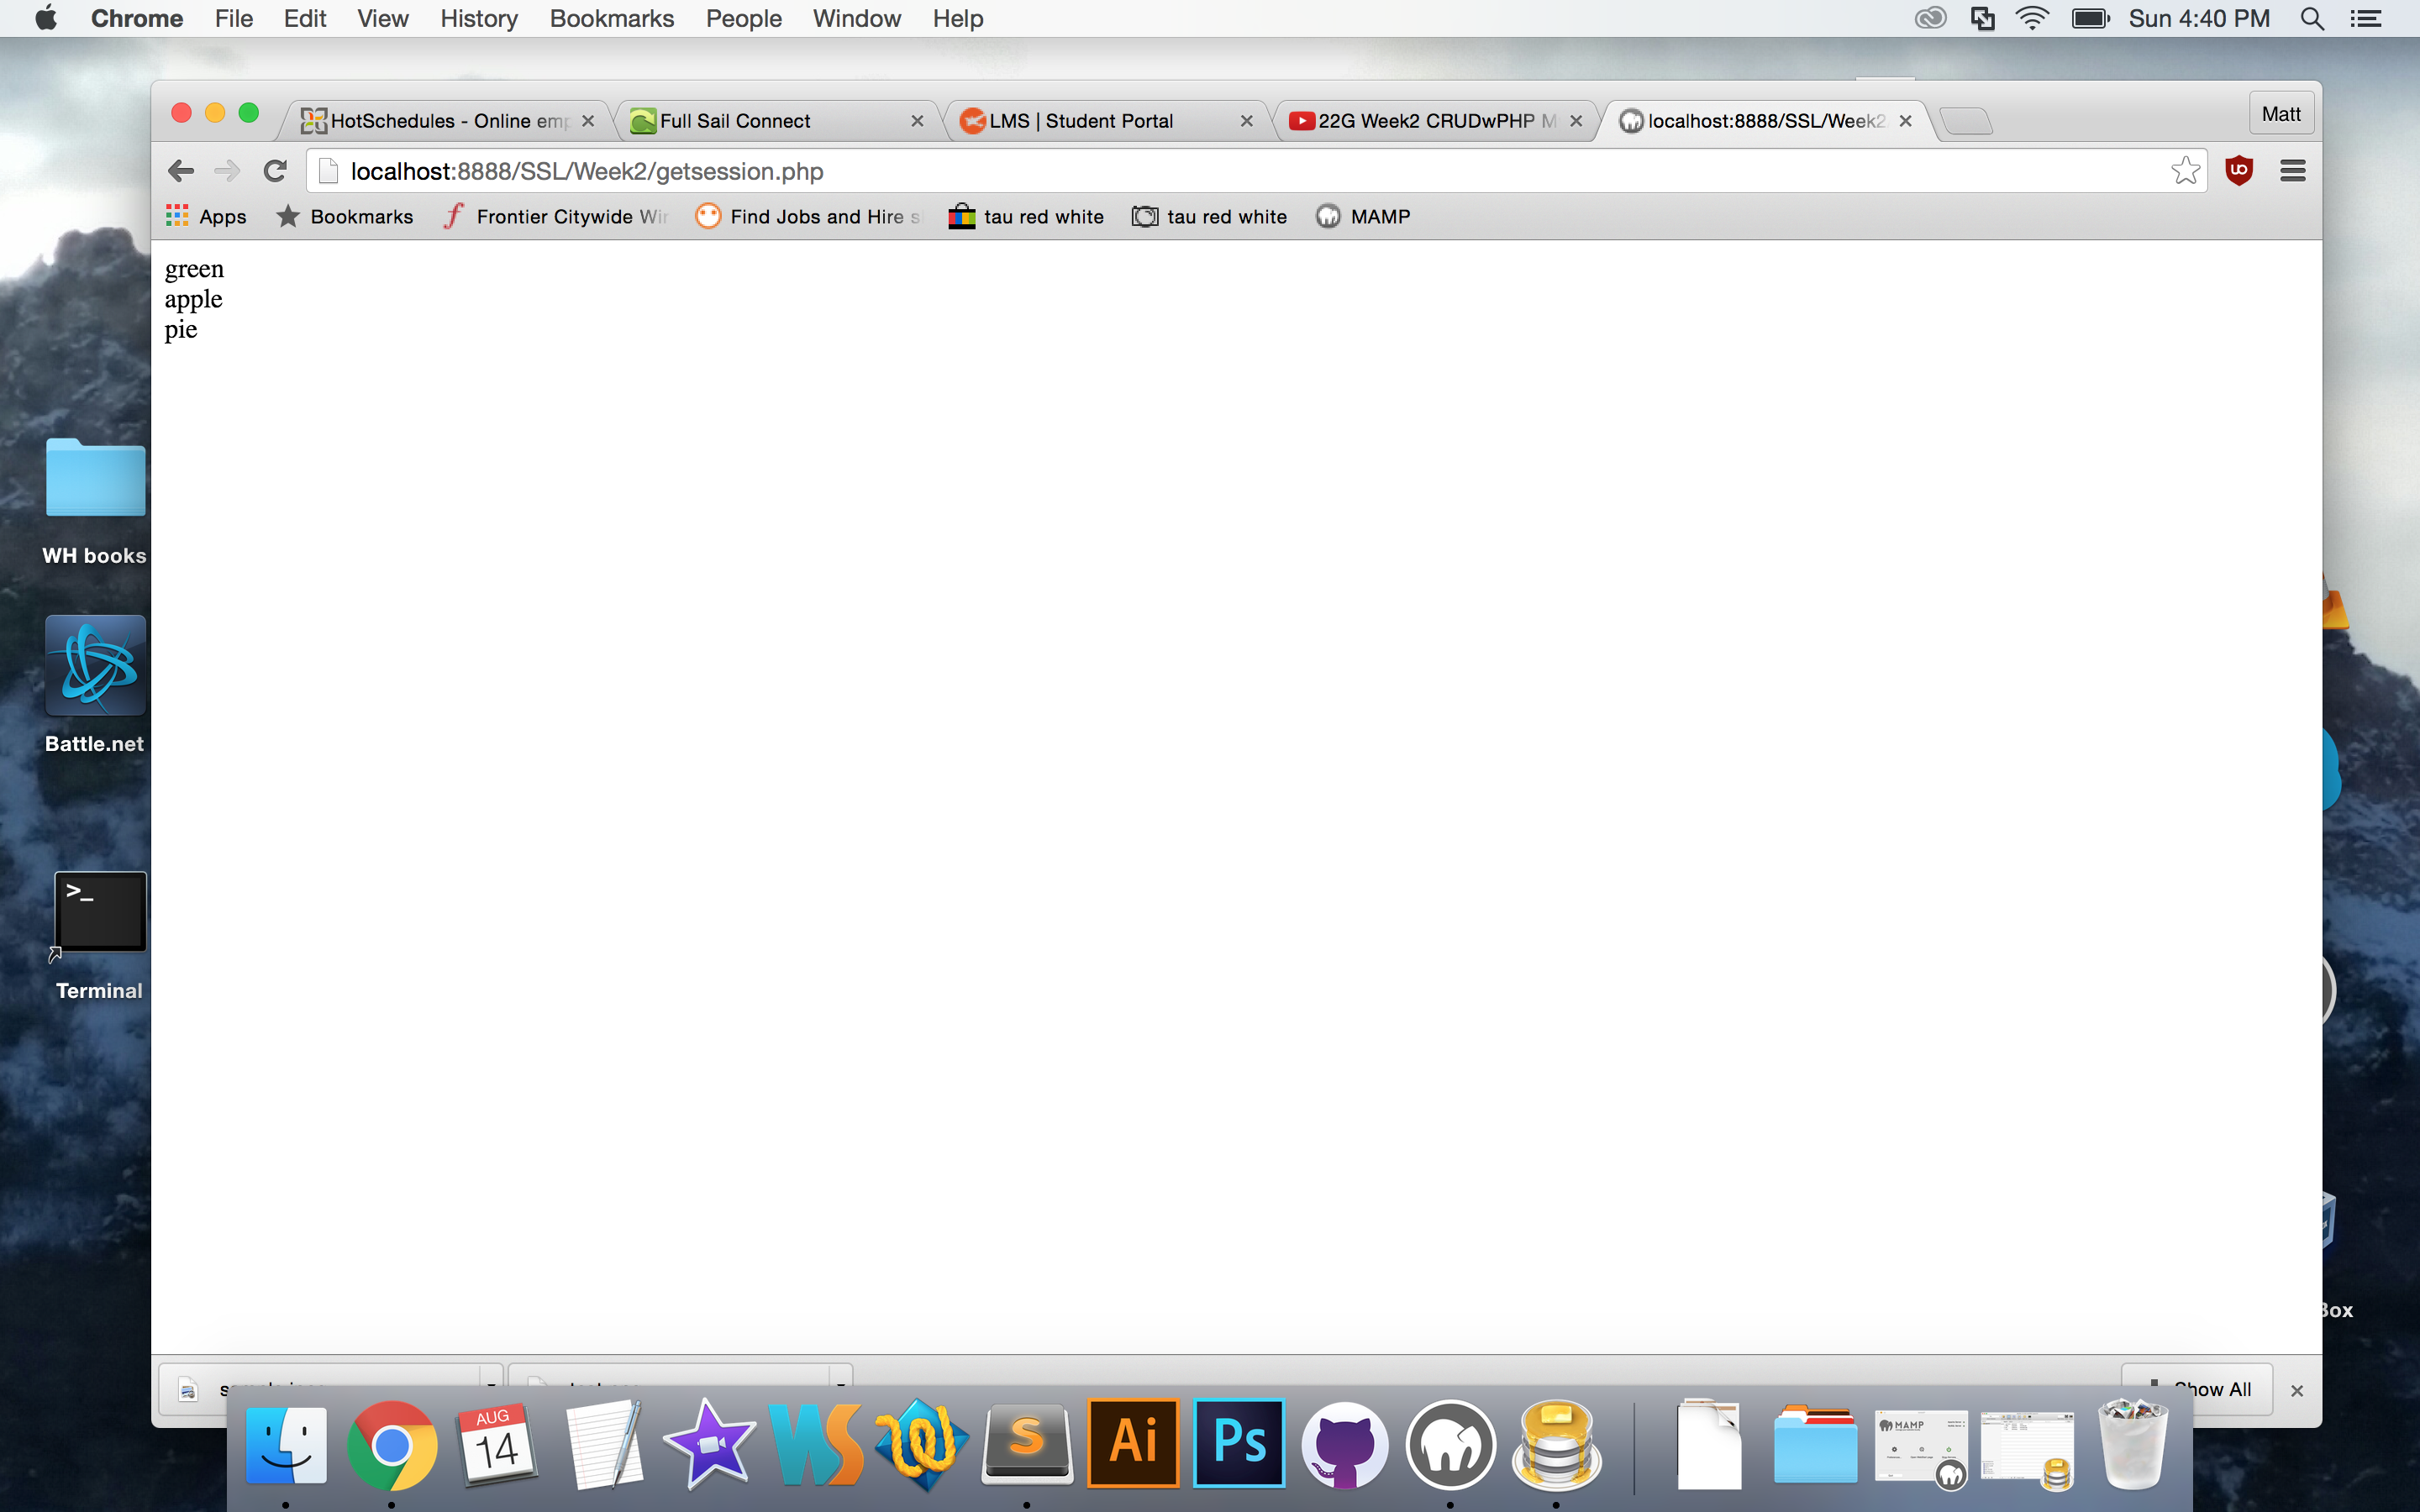 Chrome File Edit View History Bookmarks People Window Help Sun 4:40 PM
HotSchedules - Online emp Full Sail Connect LMS | Student Portal 22G Week2 CRUDwPHP M localhost:8888/SSL/Week2 Matt
localhost:8888/SSL/Week2/getsession.php
Apps Bookmarks Frontier Citywide Wir Find Jobs and Hire s tau red white tau red white MAMP
green
apple
pie
WH books
Battle.net
>_
Terminal
Box
Show All
AUG
14
WS
S
Ai
Ps
MAMP